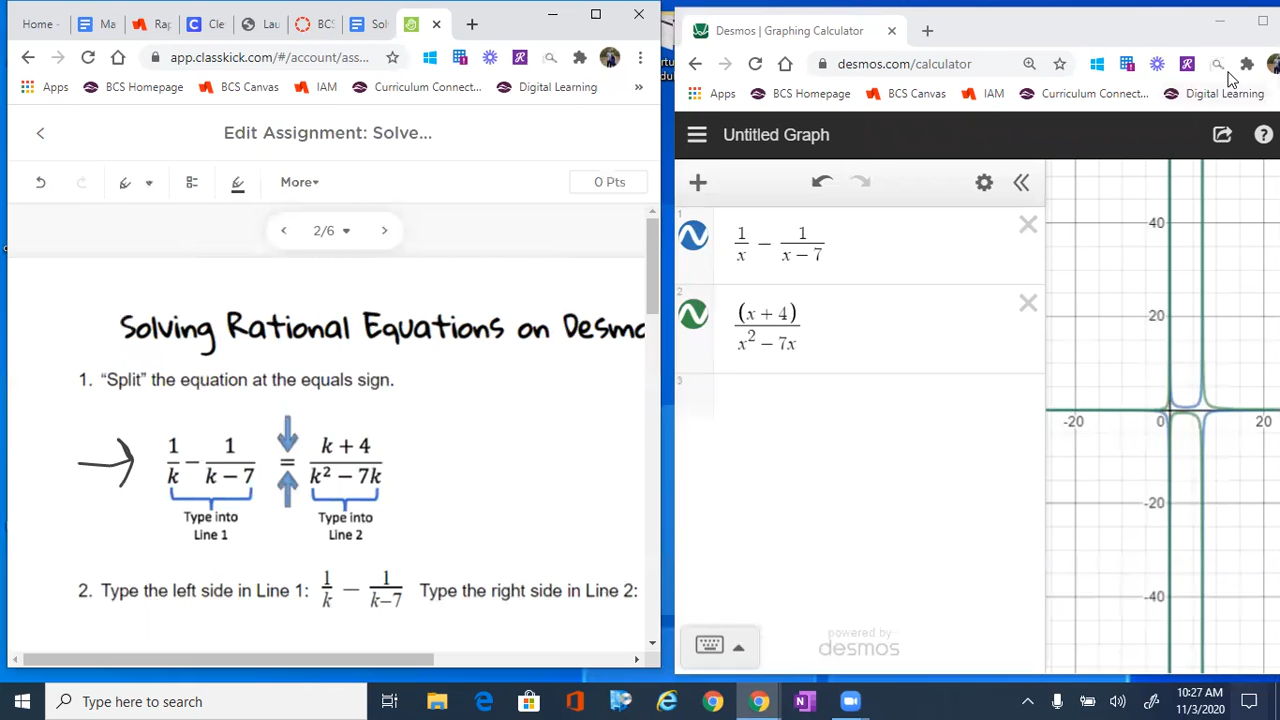 Home -
Ma
Rap
Cle
Lau
BCS
Sol
app.classkick.com/#/account/ass...
Apps
BCS Homepage
BCS Canvas
IAM
Curriculum Connect...
Digital Learning
»
Edit Assignment: Solve...
More
0 Pts
2/6
Solving Rational Equations on Desmo
1. “Split” the equation at the equals sign.
1/k − 1/(k − 7) = (k + 4)/(k² − 7k)
Type into Line 1
Type into Line 2
2. Type the left side in Line 1: 1/k − 1/(k−7) Type the right side in Line 2:
Desmos | Graphing Calculator
desmos.com/calculator
Apps
BCS Homepage
BCS Canvas
IAM
Curriculum Connect...
Digital Learning
Untitled Graph
1
1/x − 1/(x − 7)
2
(x + 4)/(x² − 7x)
3
40
20
-20
0
20
-20
-40
powered by
desmos
Type here to search
10:27 AM
11/3/2020